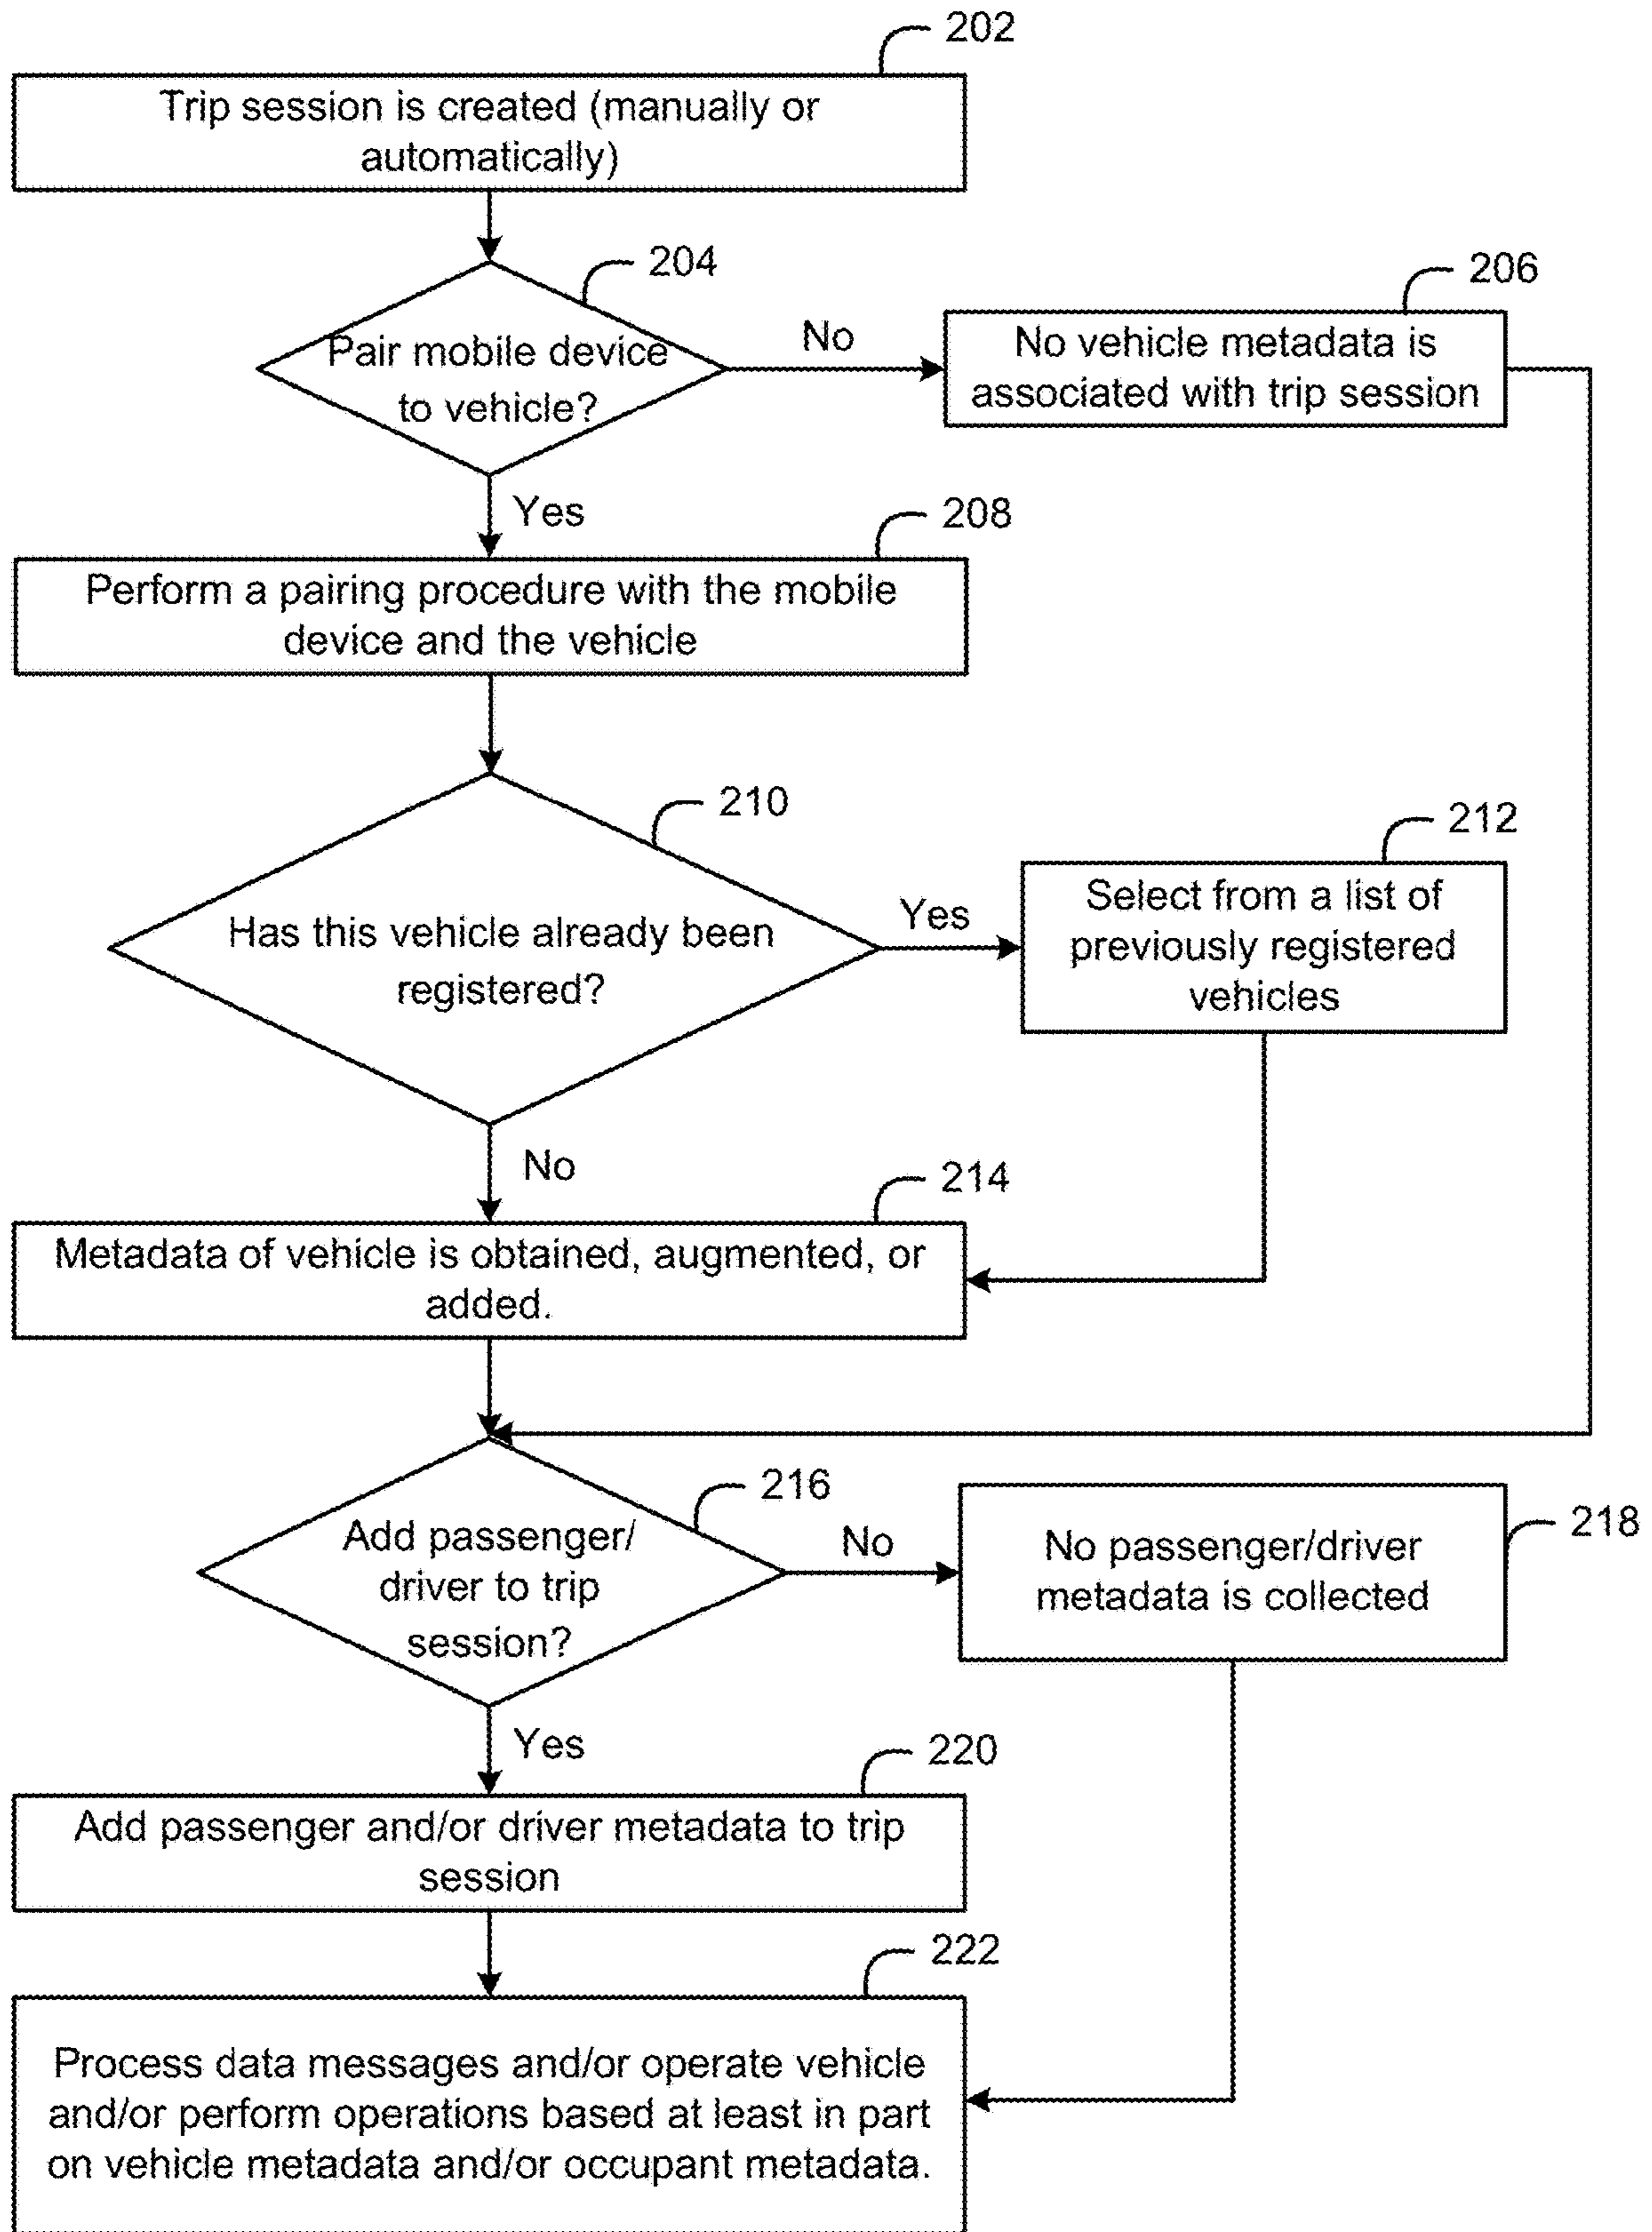 202
Trip session is created (manually or
automatically)
204
Pair mobile device
to vehicle?
No
206
No vehicle metadata is
associated with trip session
Yes
208
Perform a pairing procedure with the mobile
device and the vehicle
210
Has this vehicle already been
registered?
Yes
212
Select from a list of
previously registered
vehicles
No
214
Metadata of vehicle is obtained, augmented, or
added.
216
Add passenger/
driver to trip
session?
No
218
No passenger/driver
metadata is collected
Yes
220
Add passenger and/or driver metadata to trip
session
222
Process data messages and/or operate vehicle
and/or perform operations based at least in part
on vehicle metadata and/or occupant metadata.